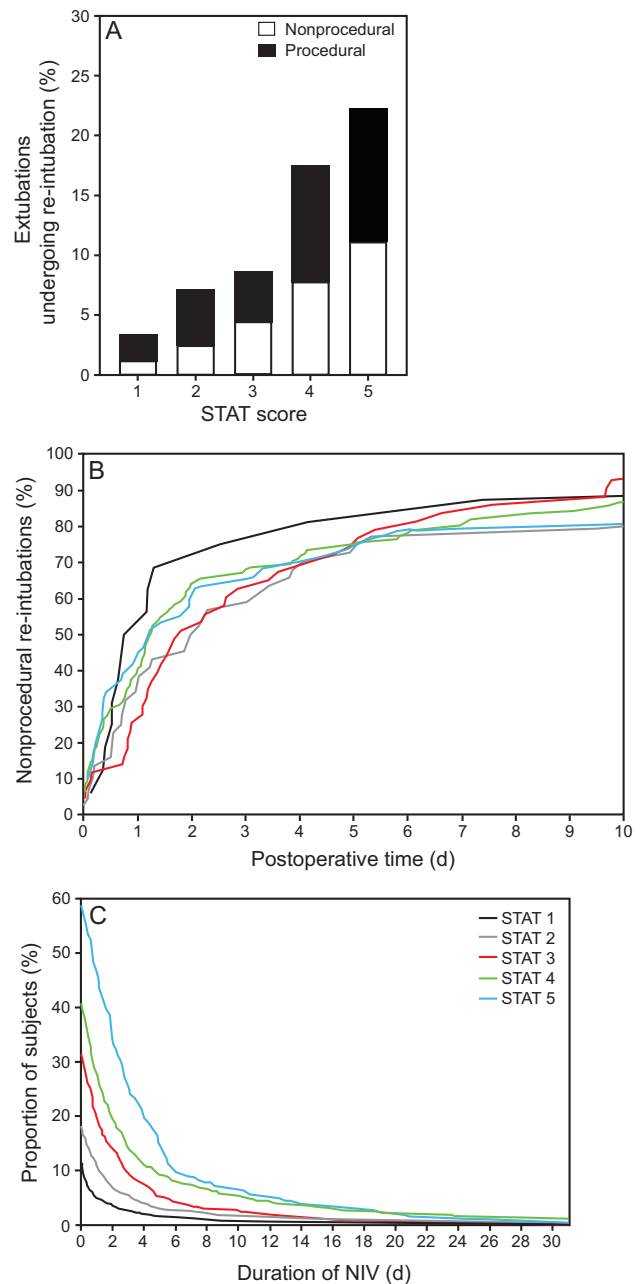 A
Nonprocedural
Procedural
Extubations
undergoing re-intubation (%)
30
25
20
15
10
5
0
1 2 3 4 5
STAT score
B
Nonprocedural re-intubations (%)
100
90
80
70
60
50
40
30
20
10
0
0 1 2 3 4 5 6 7 8 9 10
Postoperative time (d)
C
STAT 1
STAT 2
STAT 3
STAT 4
STAT 5
Proportion of subjects (%)
60
50
40
30
20
10
0
0 2 4 6 8 10 12 14 16 18 20 22 24 26 28 30
Duration of NIV (d)